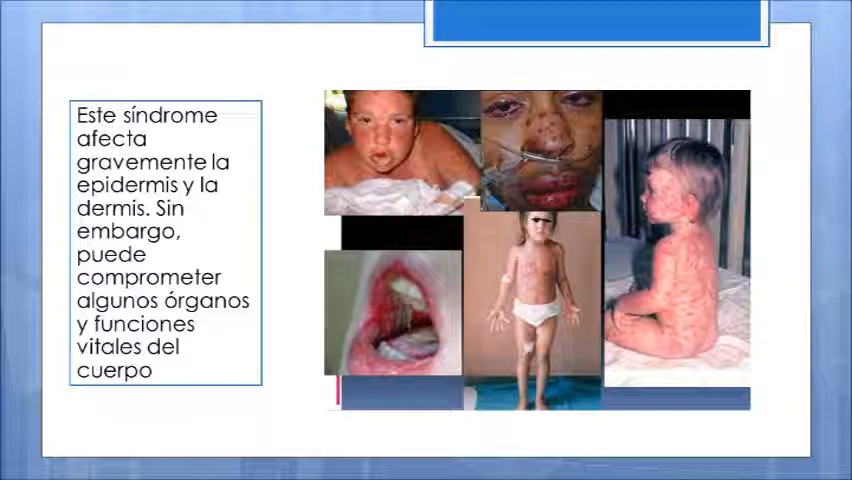 Este síndrome
afecta
gravemente la
epidermis y la
dermis. Sin
embargo,
puede
comprometer
algunos órganos
y funciones
vitales del
cuerpo